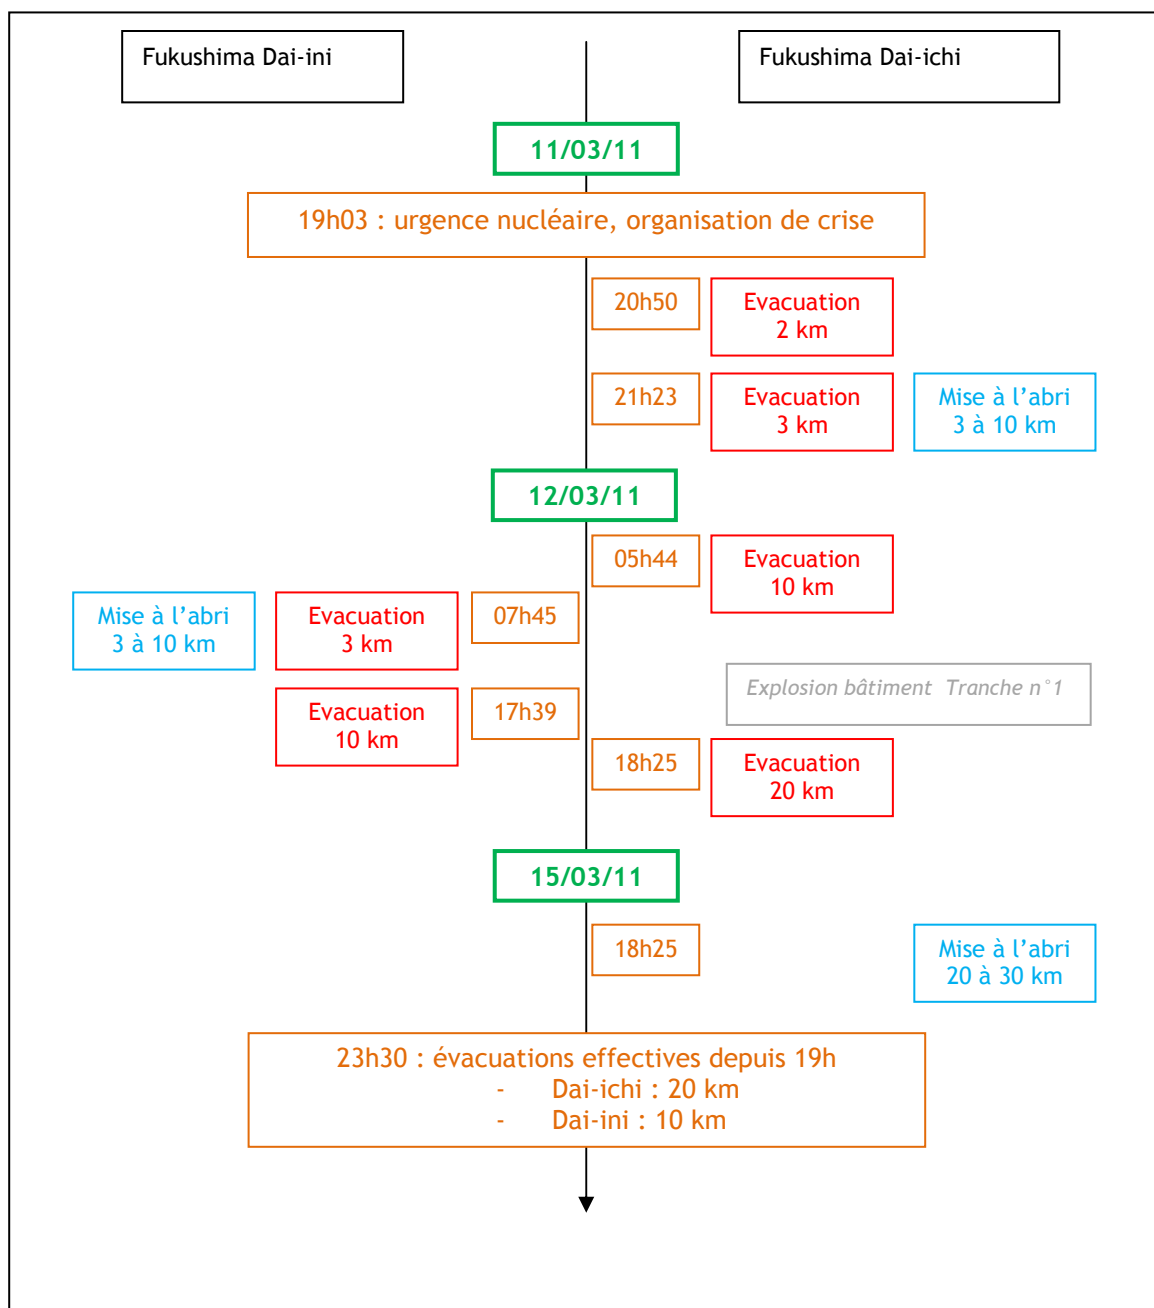 Fukushima Dai-ini
Fukushima Dai-ichi
11/03/11
19h03 : urgence nucléaire, organisation de crise
20h50
Evacuation
2 km
21h23
Evacuation
3 km
Mise à l’abri
3 à 10 km
12/03/11
05h44
Evacuation
10 km
Mise à l’abri
3 à 10 km
Evacuation
3 km
07h45
Explosion bâtiment Tranche n°1
Evacuation
10 km
17h39
18h25
Evacuation
20 km
15/03/11
18h25
Mise à l’abri
20 à 30 km
23h30 : évacuations effectives depuis 19h
- Dai-ichi : 20 km
- Dai-ini : 10 km